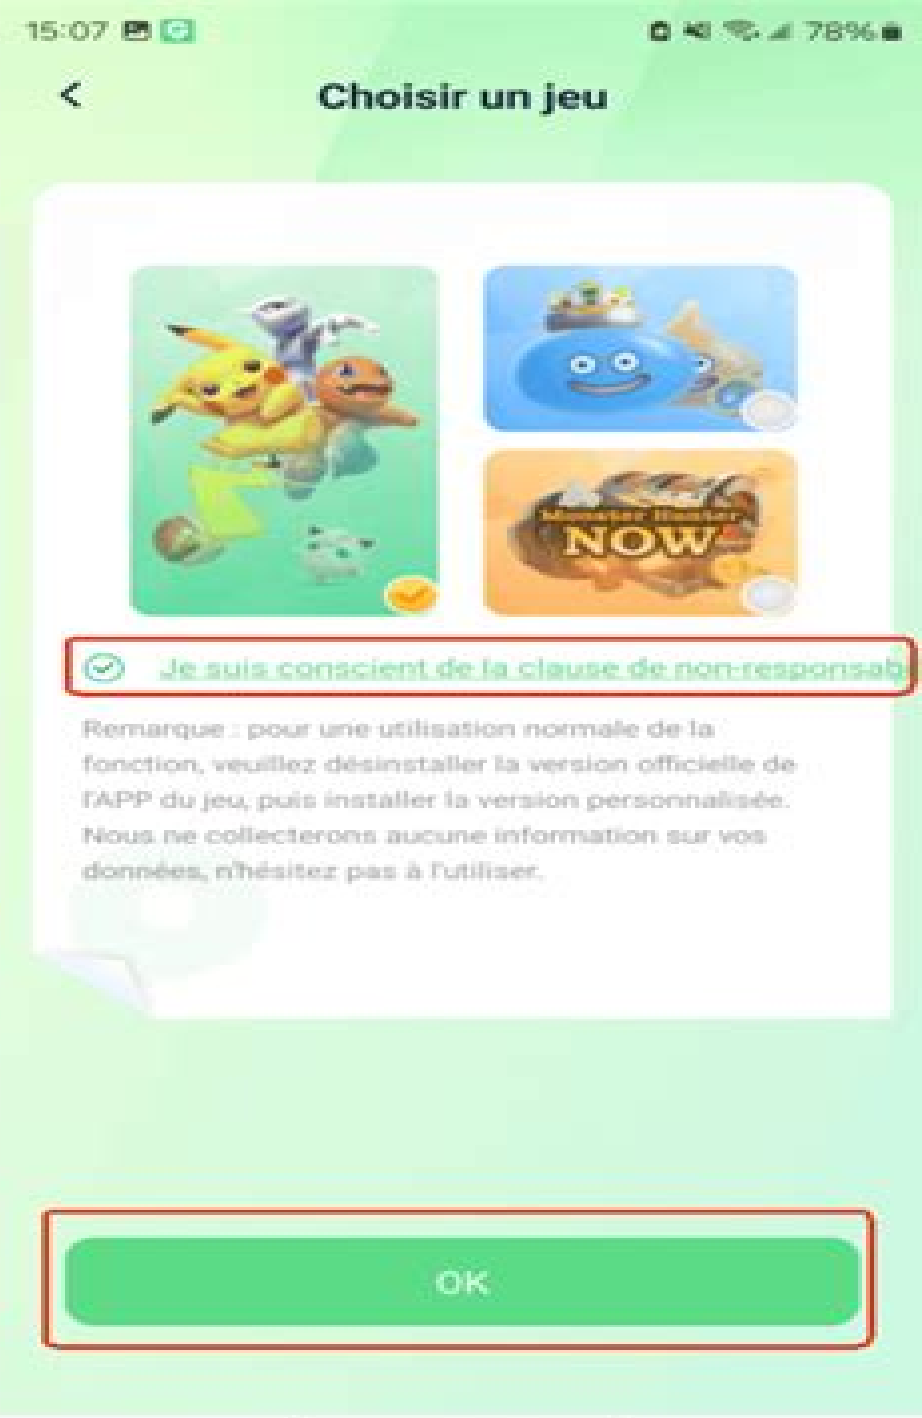 15:07
78%
Choisir un jeu
Monster Hunter
NOW
Je suis conscient de la clause de non-responsab
Remarque : pour une utilisation normale de la
fonction, veuillez désinstaller la version officielle de
l'APP du jeu, puis installer la version personnalisée.
Nous ne collecterons aucune information sur vos
données, n'hésitez pas à l'utiliser.
OK